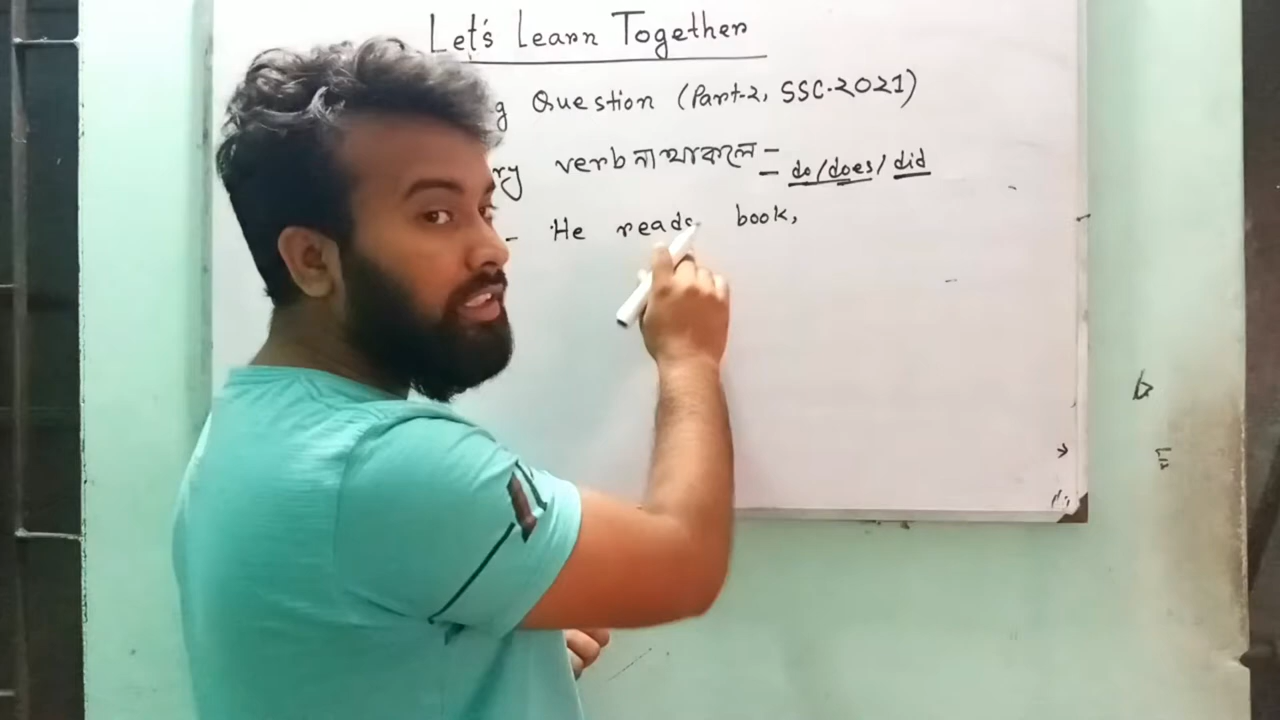 Let's Learn Together
g Question (Part-2, SSC-2021)
ry verb না থাকলে -
- do/does/did
- He reads book,